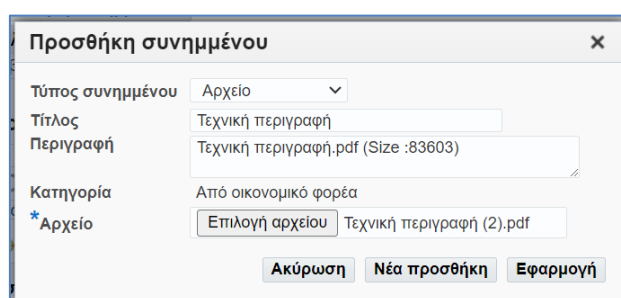 Προσθήκη συνημμένου ×
Τύπος συνημμένου Αρχείο
Τίτλος Τεχνική περιγραφή
Περιγραφή Τεχνική περιγραφή.pdf (Size :83603)
Κατηγορία Από οικονομικό φορέα
*Αρχείο Επιλογή αρχείου Τεχνική περιγραφή (2).pdf
Ακύρωση Νέα προσθήκη Εφαρμογή